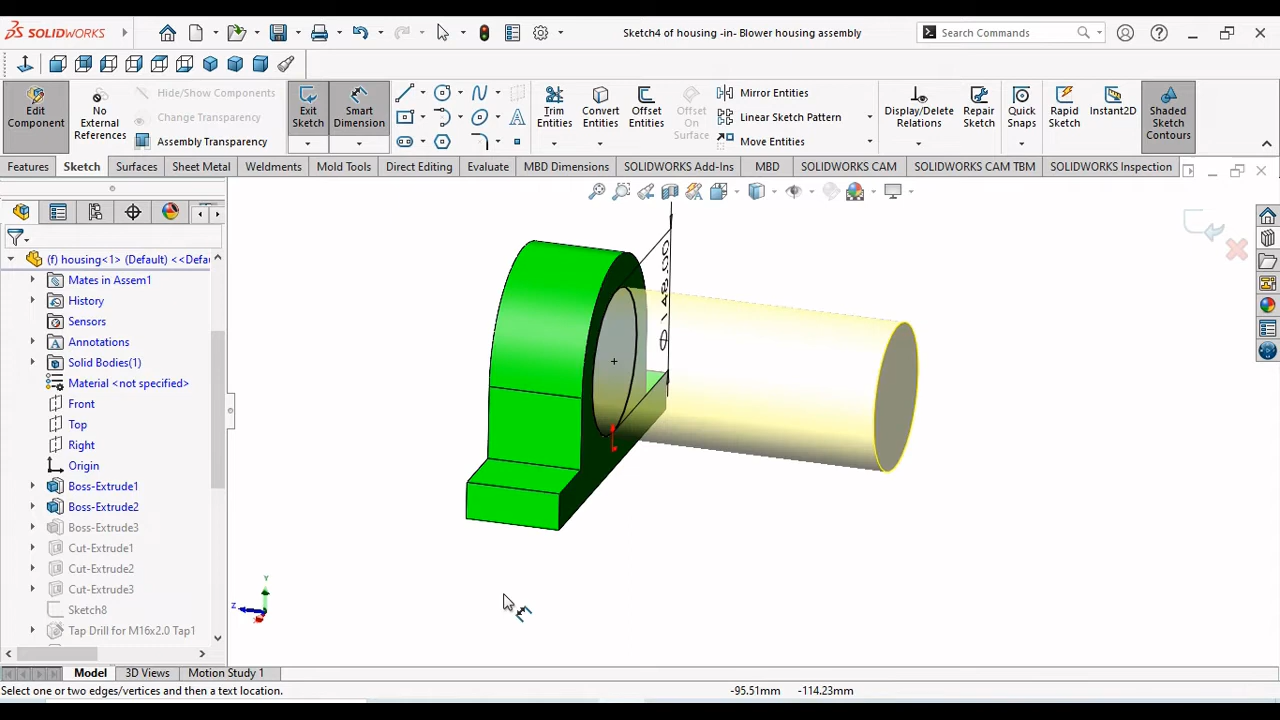 SOLIDWORKS
Sketch4 of housing -in- Blower housing assembly
Search Commands
Edit Component
No External References
Hide/Show Components
Change Transparency
Assembly Transparency
Exit Sketch
Smart Dimension
Trim Entities
Convert Entities
Offset Entities
Offset On Surface
Mirror Entities
Linear Sketch Pattern
Move Entities
Display/Delete Relations
Repair Sketch
Quick Snaps
Rapid Sketch
Instant2D
Shaded Sketch Contours
Features
Sketch
Surfaces
Sheet Metal
Weldments
Mold Tools
Direct Editing
Evaluate
MBD Dimensions
SOLIDWORKS Add-Ins
MBD
SOLIDWORKS CAM
SOLIDWORKS CAM TBM
SOLIDWORKS Inspection
(f) housing<1> (Default) <<Defau
Mates in Assem1
History
Sensors
Annotations
Solid Bodies(1)
Material <not specified>
Front
Top
Right
Origin
Boss-Extrude1
Boss-Extrude2
Boss-Extrude3
Cut-Extrude1
Cut-Extrude2
Cut-Extrude3
Sketch8
Tap Drill for M16x2.0 Tap1
Ø 148.00
Y
Z
Model
3D Views
Motion Study 1
Select one or two edges/vertices and then a text location.
-95.51mm
-114.23mm